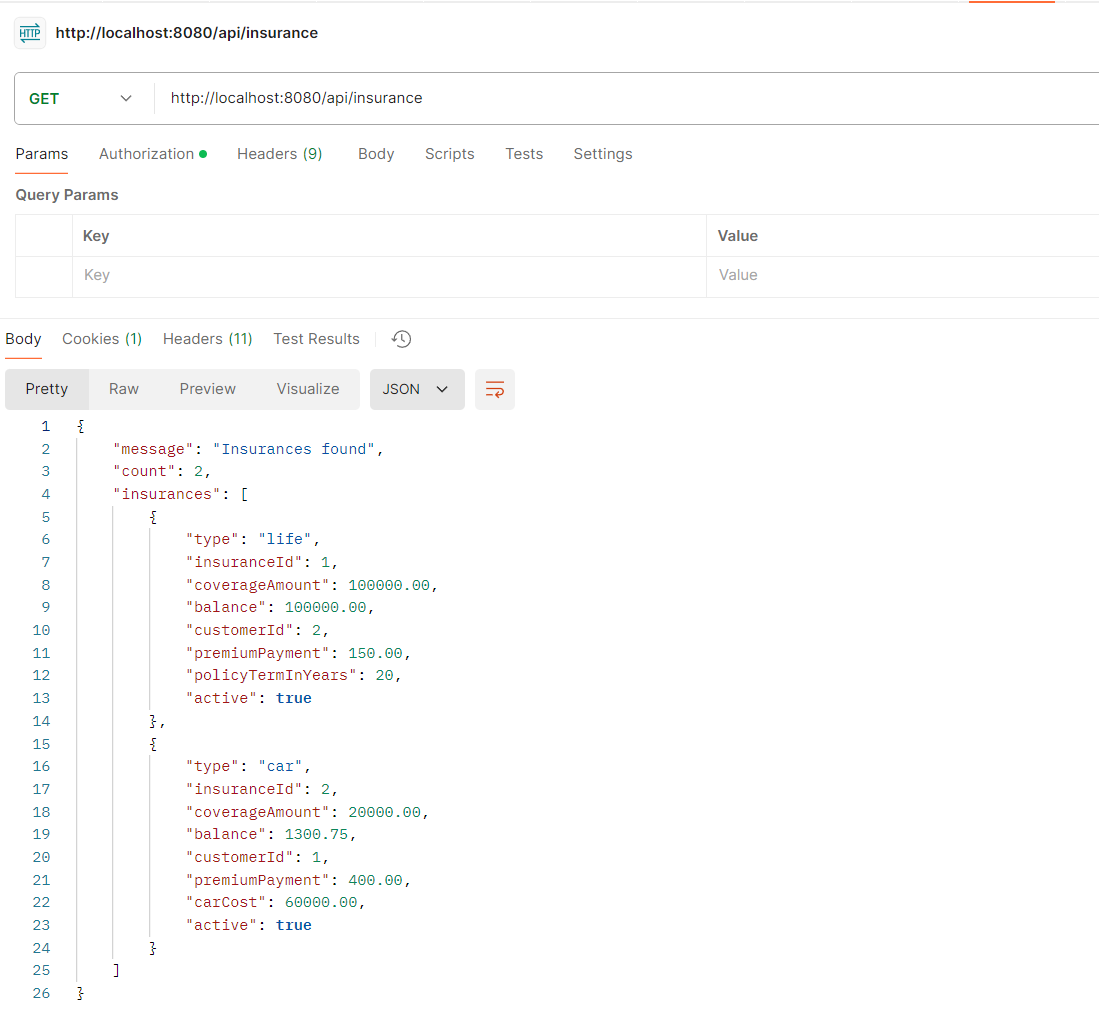 HTTP http://localhost:8080/api/insurance
GET http://localhost:8080/api/insurance
Params Authorization Headers (9) Body Scripts Tests Settings
Query Params
Key Value
Key Value
Body Cookies (1) Headers (11) Test Results
Pretty Raw Preview Visualize JSON
1 {
2 "message": "Insurances found",
3 "count": 2,
4 "insurances": [
5 {
6 "type": "life",
7 "insuranceId": 1,
8 "coverageAmount": 100000.00,
9 "balance": 100000.00,
10 "customerId": 2,
11 "premiumPayment": 150.00,
12 "policyTermInYears": 20,
13 "active": true
14 },
15 {
16 "type": "car",
17 "insuranceId": 2,
18 "coverageAmount": 20000.00,
19 "balance": 1300.75,
20 "customerId": 1,
21 "premiumPayment": 400.00,
22 "carCost": 60000.00,
23 "active": true
24 }
25 ]
26 }